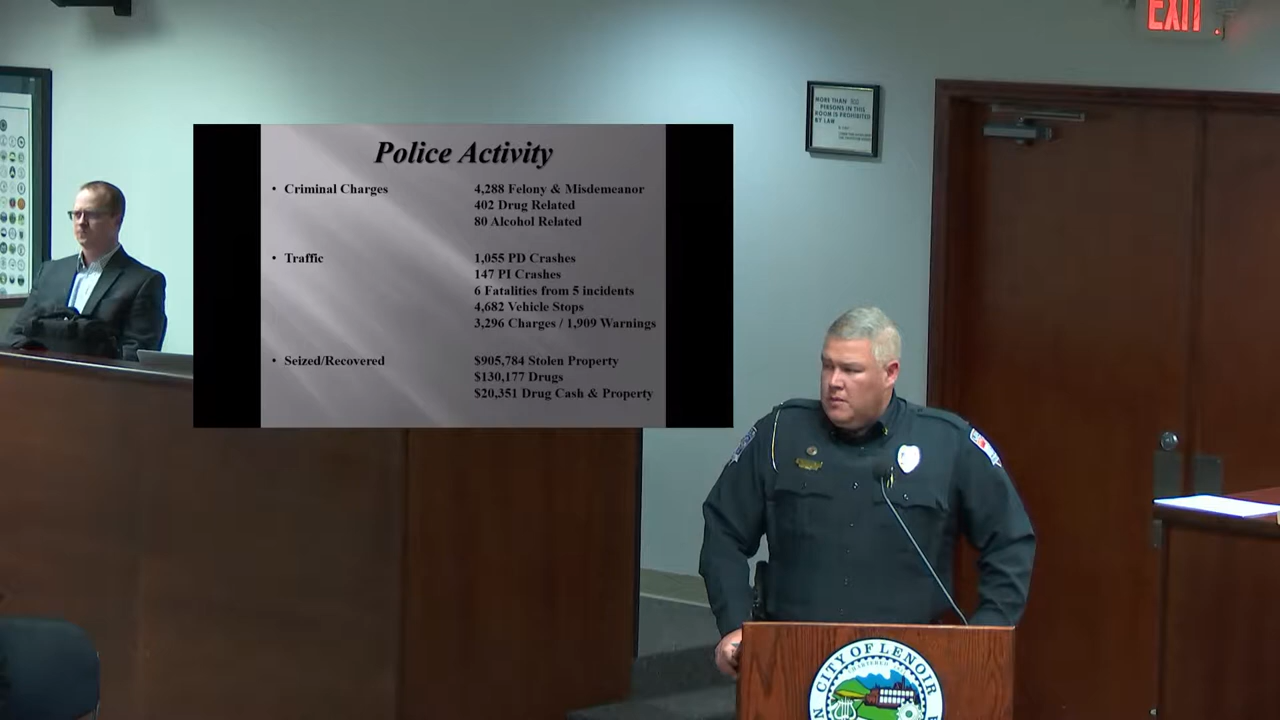 EXIT
MORE THAN
PERSONS IN THIS
ROOM IS PROHIBITED
BY LAW
Police Activity
• Criminal Charges 4,288 Felony & Misdemeanor
402 Drug Related
80 Alcohol Related
• Traffic 1,055 PD Crashes
147 PI Crashes
6 Fatalities from 5 incidents
4,682 Vehicle Stops
3,296 Charges / 1,909 Warnings
• Seized/Recovered $905,784 Stolen Property
$130,177 Drugs
$20,351 Drug Cash & Property
CITY OF LENOIR